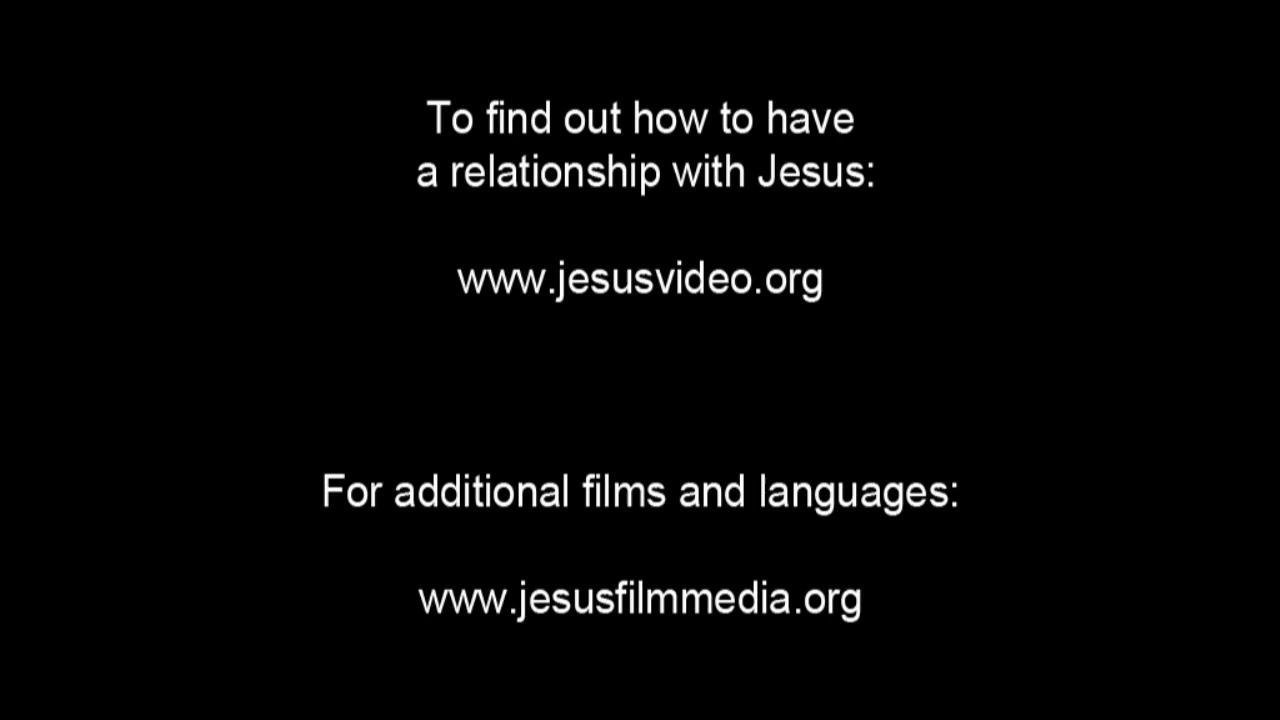 To find out how to have
a relationship with Jesus:
www.jesusvideo.org
For additional films and languages:
www.jesusfilmmedia.org